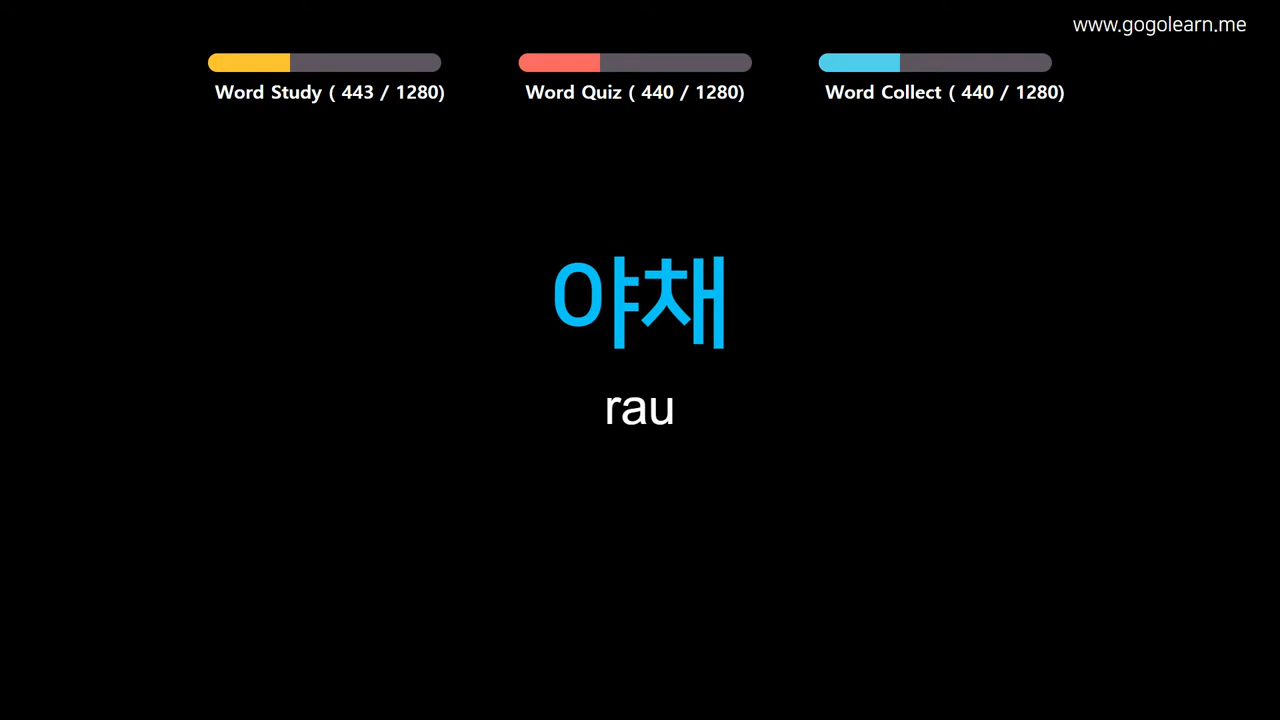 www.gogolearn.me
Word Study ( 443 / 1280)
Word Quiz ( 440 / 1280)
Word Collect ( 440 / 1280)
야채
rau